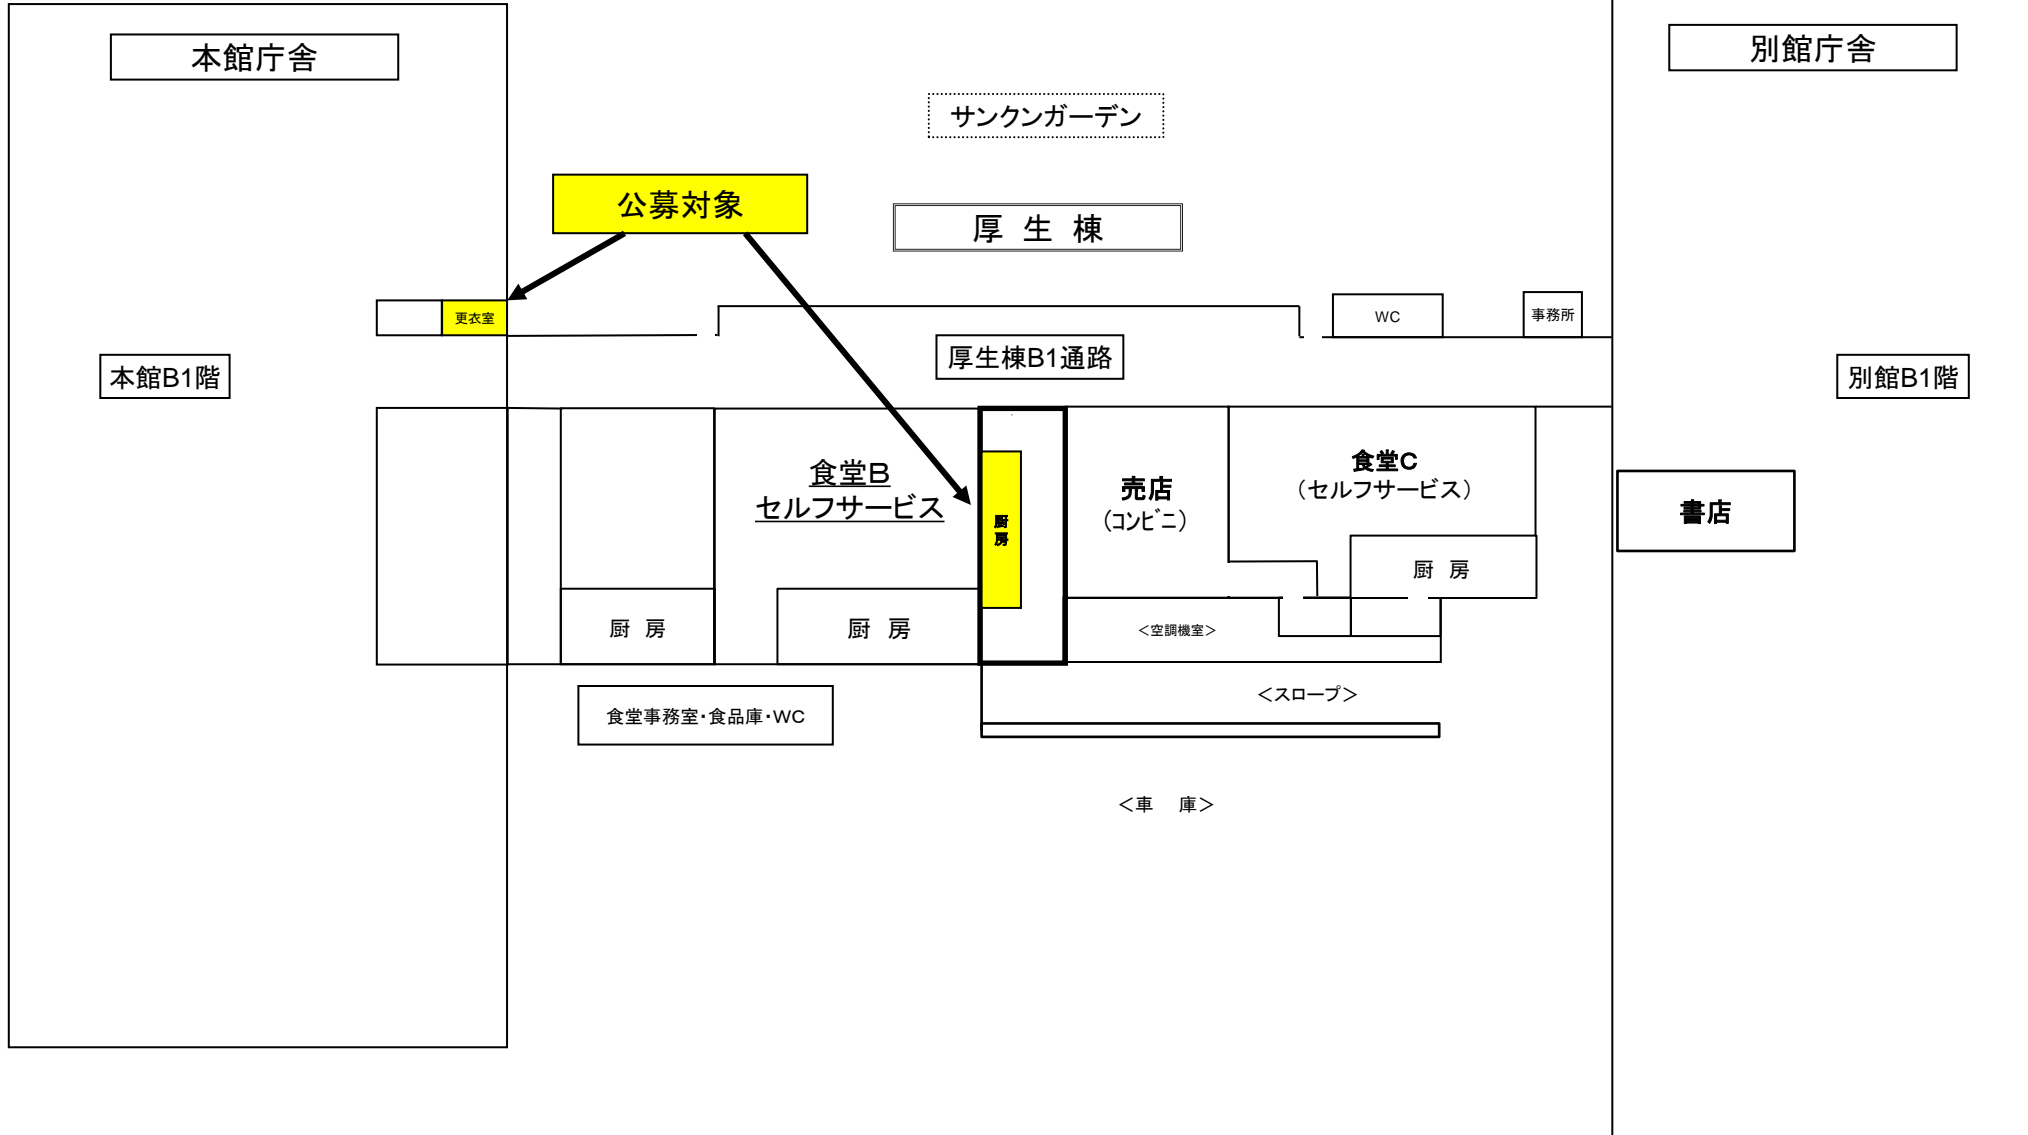 本館庁舎
別館庁舎
サンクンガーデン
公募対象
厚 生 棟
更衣室
WC
事務所
厚生棟B1通路
本館B1階
別館B1階
食堂B
セルフサービス
厨房
売店
(コンビニ)
食堂C
(セルフサービス)
書店
厨 房
厨 房
厨 房
<空調機室>
<スロープ>
食堂事務室・食品庫・WC
<車 庫>